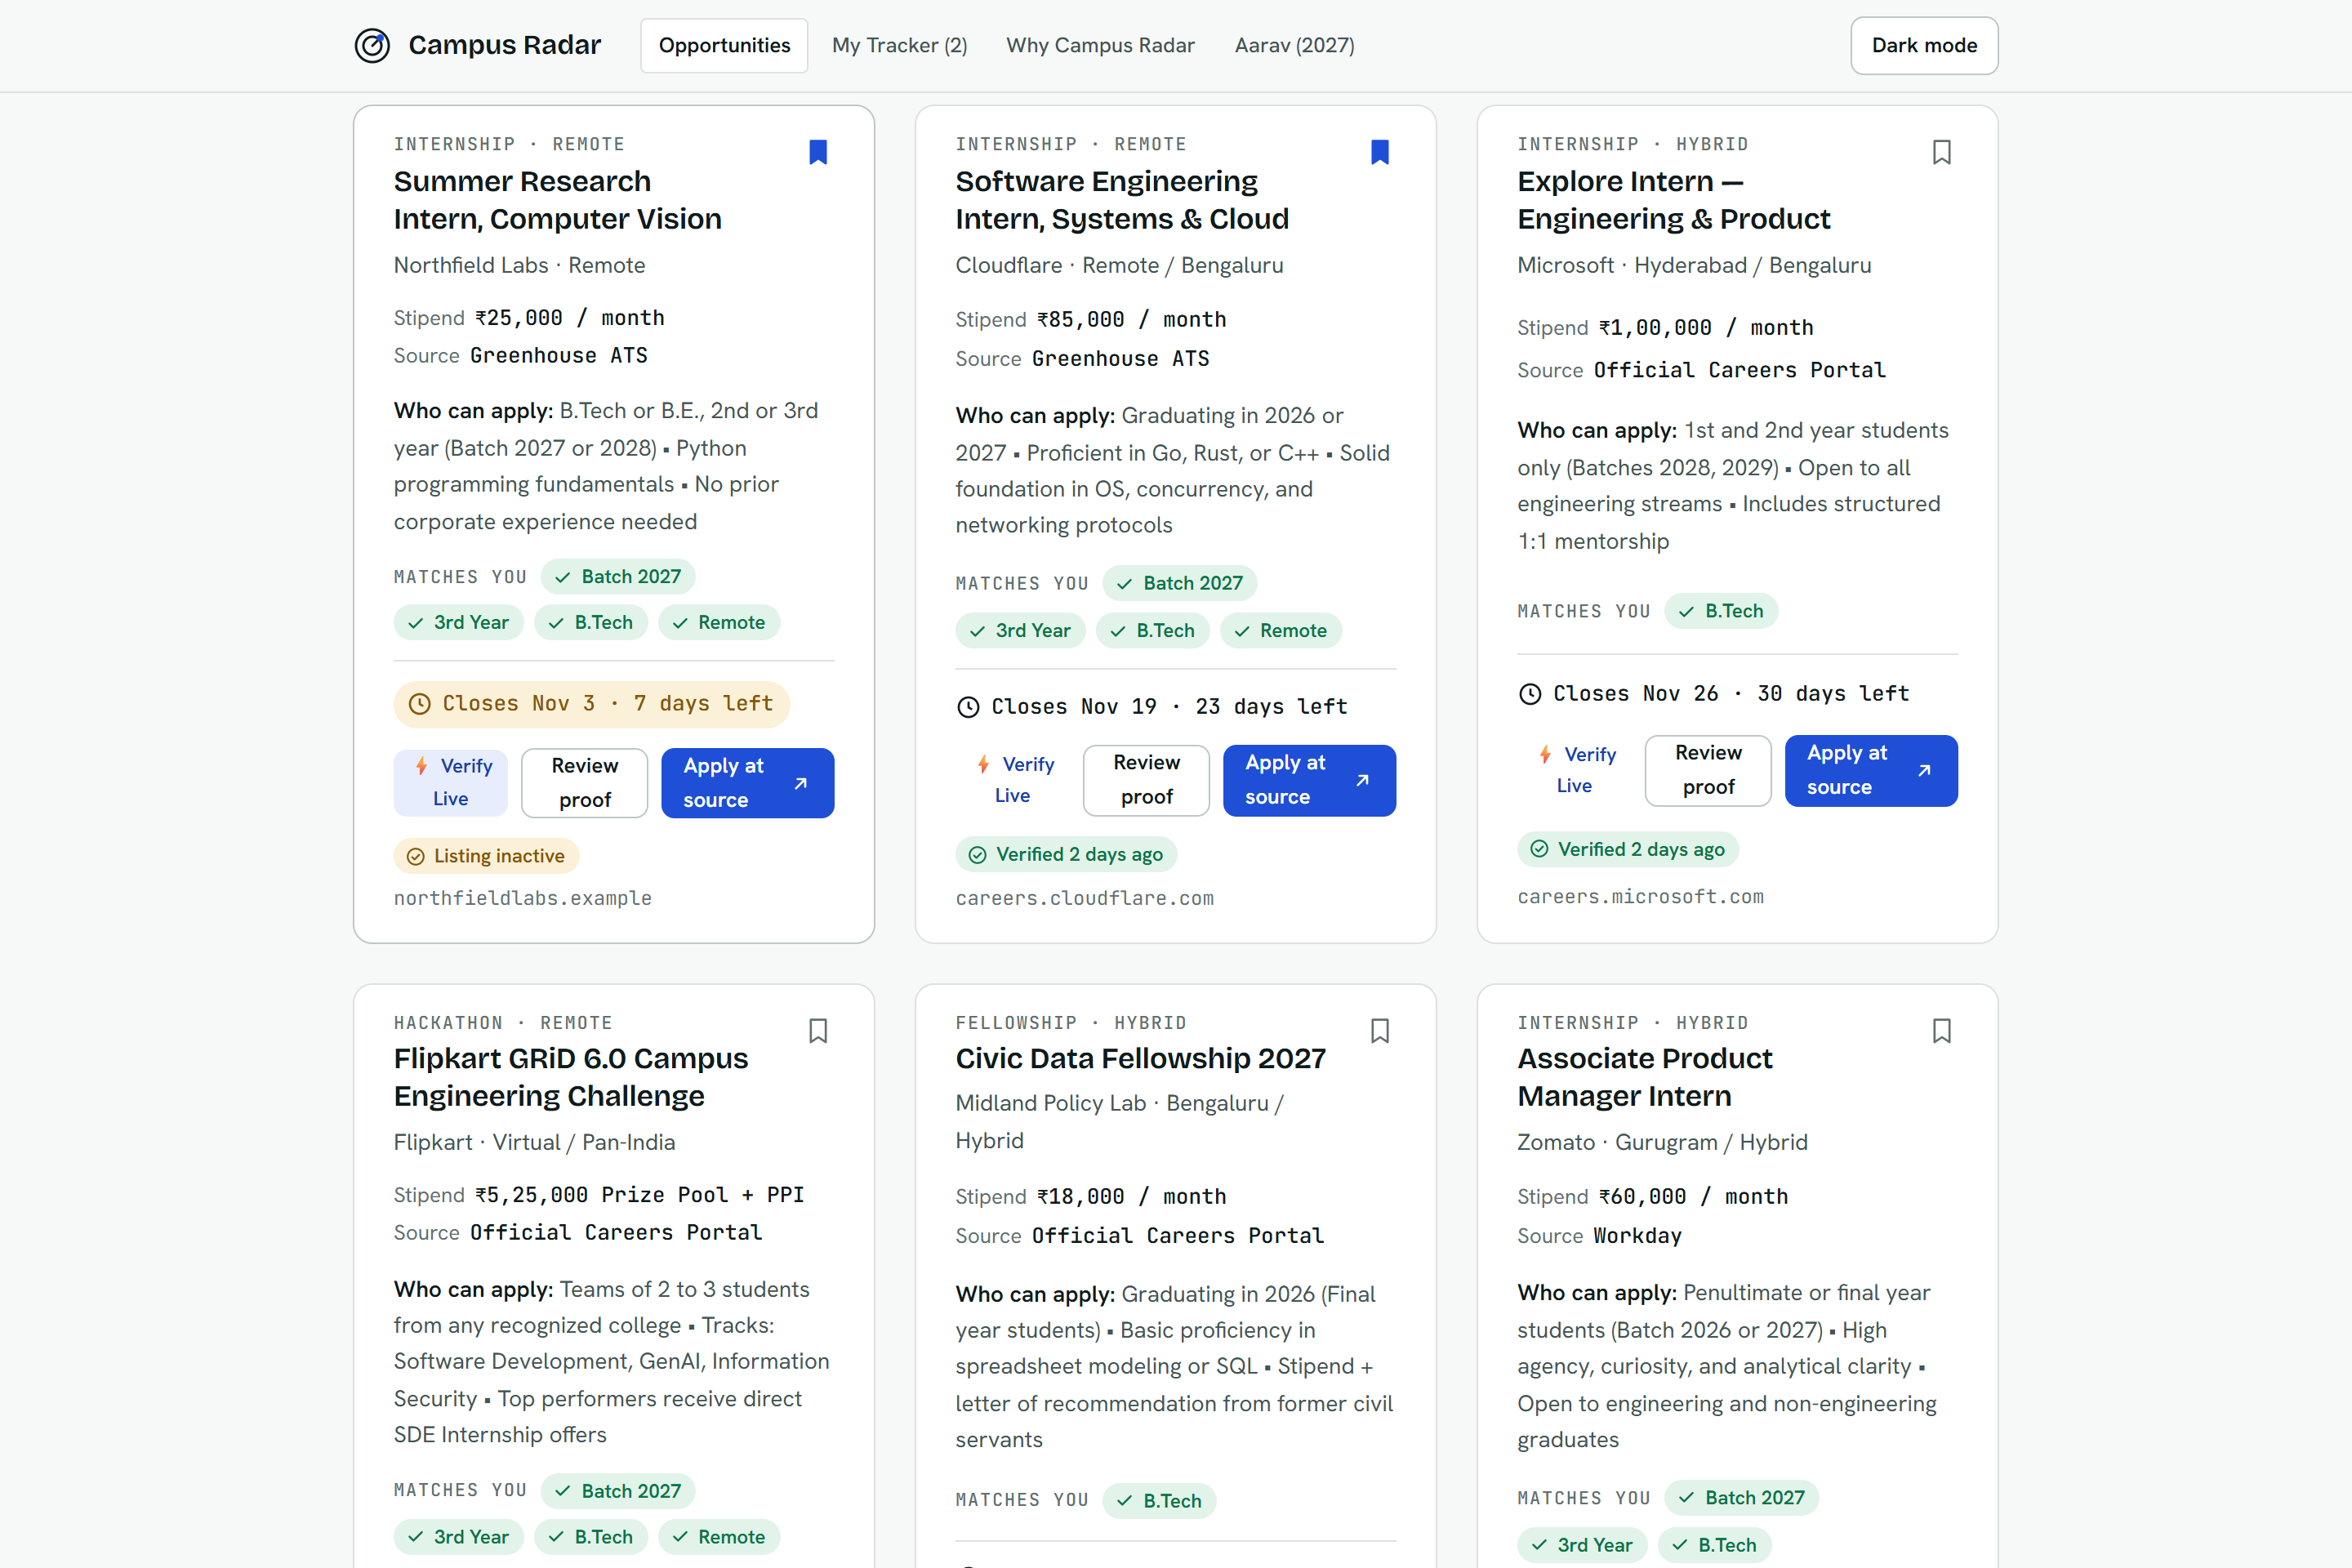 Campus Radar
Opportunities
My Tracker (2)
Why Campus Radar
Aarav (2027)
Dark mode
INTERNSHIP · REMOTE
Summer Research
Intern, Computer Vision
Northfield Labs · Remote
Stipend ₹25,000 / month
Source Greenhouse ATS
Who can apply: B.Tech or B.E., 2nd or 3rd
year (Batch 2027 or 2028) ▪ Python
programming fundamentals ▪ No prior
corporate experience needed
MATCHES YOU ✓ Batch 2027
✓ 3rd Year ✓ B.Tech ✓ Remote
Closes Nov 3 · 7 days left
⚡ Verify
Live
Review
proof
Apply at
source ↗
Listing inactive
northfieldlabs.example
INTERNSHIP · REMOTE
Software Engineering
Intern, Systems & Cloud
Cloudflare · Remote / Bengaluru
Stipend ₹85,000 / month
Source Greenhouse ATS
Who can apply: Graduating in 2026 or
2027 ▪ Proficient in Go, Rust, or C++ ▪ Solid
foundation in OS, concurrency, and
networking protocols
MATCHES YOU ✓ Batch 2027
✓ 3rd Year ✓ B.Tech ✓ Remote
Closes Nov 19 · 23 days left
⚡ Verify
Live
Review
proof
Apply at
source ↗
Verified 2 days ago
careers.cloudflare.com
INTERNSHIP · HYBRID
Explore Intern —
Engineering & Product
Microsoft · Hyderabad / Bengaluru
Stipend ₹1,00,000 / month
Source Official Careers Portal
Who can apply: 1st and 2nd year students
only (Batches 2028, 2029) ▪ Open to all
engineering streams ▪ Includes structured
1:1 mentorship
MATCHES YOU ✓ B.Tech
Closes Nov 26 · 30 days left
⚡ Verify
Live
Review
proof
Apply at
source ↗
Verified 2 days ago
careers.microsoft.com
HACKATHON · REMOTE
Flipkart GRiD 6.0 Campus
Engineering Challenge
Flipkart · Virtual / Pan-India
Stipend ₹5,25,000 Prize Pool + PPI
Source Official Careers Portal
Who can apply: Teams of 2 to 3 students
from any recognized college ▪ Tracks:
Software Development, GenAI, Information
Security ▪ Top performers receive direct
SDE Internship offers
MATCHES YOU ✓ Batch 2027
✓ 3rd Year ✓ B.Tech ✓ Remote
FELLOWSHIP · HYBRID
Civic Data Fellowship 2027
Midland Policy Lab · Bengaluru /
Hybrid
Stipend ₹18,000 / month
Source Official Careers Portal
Who can apply: Graduating in 2026 (Final
year students) ▪ Basic proficiency in
spreadsheet modeling or SQL ▪ Stipend +
letter of recommendation from former civil
servants
MATCHES YOU ✓ B.Tech
INTERNSHIP · HYBRID
Associate Product
Manager Intern
Zomato · Gurugram / Hybrid
Stipend ₹60,000 / month
Source Workday
Who can apply: Penultimate or final year
students (Batch 2026 or 2027) ▪ High
agency, curiosity, and analytical clarity ▪
Open to engineering and non-engineering
graduates
MATCHES YOU ✓ Batch 2027
✓ 3rd Year ✓ B.Tech